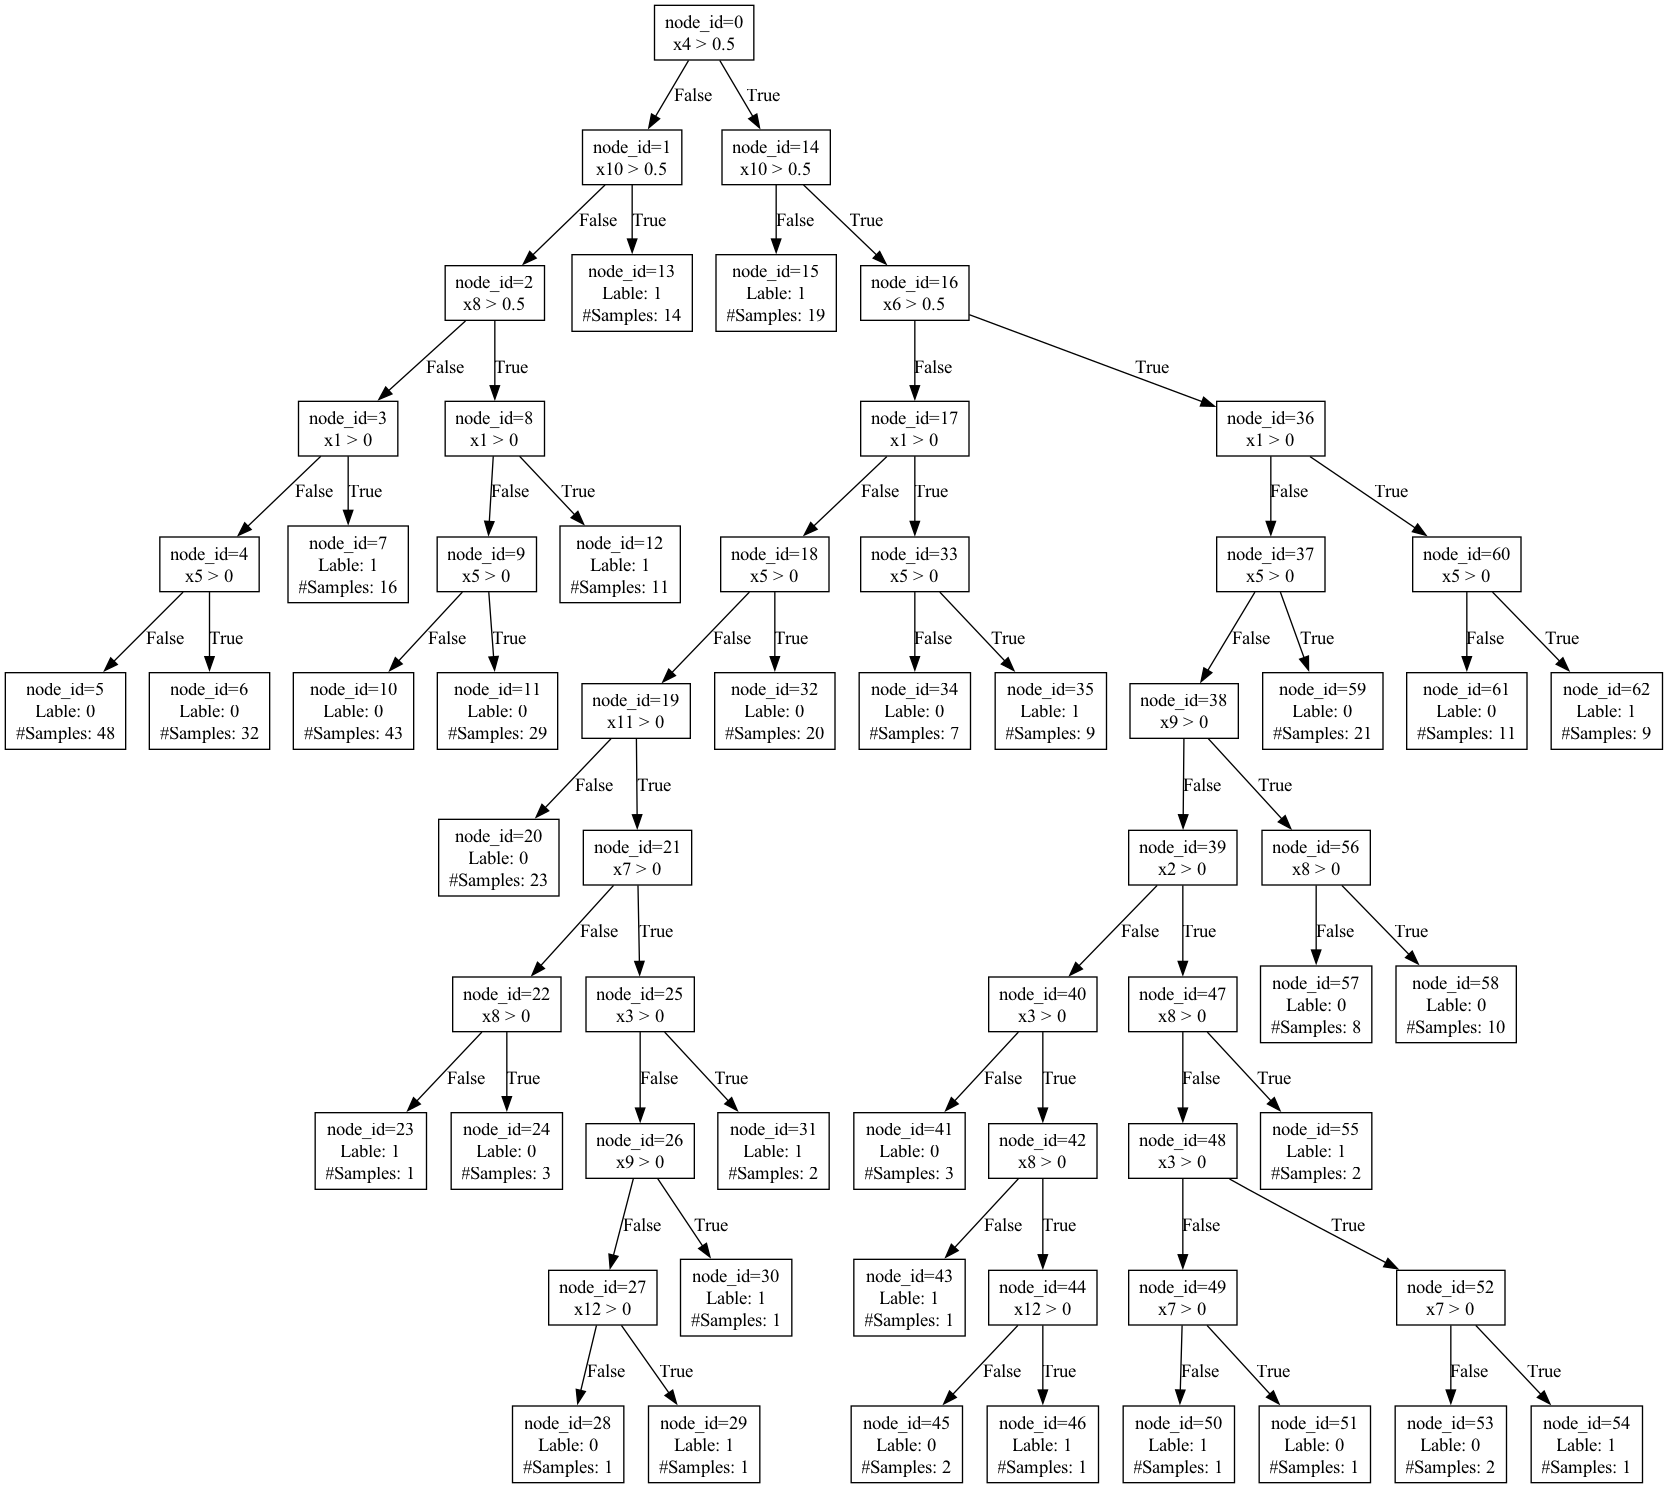 node_id=0
x4 > 0.5
False
True
node_id=1
x10 > 0.5
node_id=14
x10 > 0.5
False
True
False
True
node_id=2
x8 > 0.5
node_id=13
Lable: 1
#Samples: 14
node_id=15
Lable: 1
#Samples: 19
node_id=16
x6 > 0.5
False
True
False
True
node_id=3
x1 > 0
node_id=8
x1 > 0
node_id=17
x1 > 0
node_id=36
x1 > 0
False
True
False
True
False
True
False
True
node_id=4
x5 > 0
node_id=7
Lable: 1
#Samples: 16
node_id=9
x5 > 0
node_id=12
Lable: 1
#Samples: 11
node_id=18
x5 > 0
node_id=33
x5 > 0
node_id=37
x5 > 0
node_id=60
x5 > 0
False
True
False
True
False
True
False
True
False
True
False
True
node_id=5
Lable: 0
#Samples: 48
node_id=6
Lable: 0
#Samples: 32
node_id=10
Lable: 0
#Samples: 43
node_id=11
Lable: 0
#Samples: 29
node_id=19
x11 > 0
node_id=32
Lable: 0
#Samples: 20
node_id=34
Lable: 0
#Samples: 7
node_id=35
Lable: 1
#Samples: 9
node_id=38
x9 > 0
node_id=59
Lable: 0
#Samples: 21
node_id=61
Lable: 0
#Samples: 11
node_id=62
Lable: 1
#Samples: 9
False
True
False
True
node_id=20
Lable: 0
#Samples: 23
node_id=21
x7 > 0
node_id=39
x2 > 0
node_id=56
x8 > 0
False
True
False
True
False
True
node_id=22
x8 > 0
node_id=25
x3 > 0
node_id=40
x3 > 0
node_id=47
x8 > 0
node_id=57
Lable: 0
#Samples: 8
node_id=58
Lable: 0
#Samples: 10
False
True
False
True
False
True
False
True
node_id=23
Lable: 1
#Samples: 1
node_id=24
Lable: 0
#Samples: 3
node_id=26
x9 > 0
node_id=31
Lable: 1
#Samples: 2
node_id=41
Lable: 0
#Samples: 3
node_id=42
x8 > 0
node_id=48
x3 > 0
node_id=55
Lable: 1
#Samples: 2
False
True
False
True
False
True
node_id=27
x12 > 0
node_id=30
Lable: 1
#Samples: 1
node_id=43
Lable: 1
#Samples: 1
node_id=44
x12 > 0
node_id=49
x7 > 0
node_id=52
x7 > 0
False
True
False
True
False
True
False
True
node_id=28
Lable: 0
#Samples: 1
node_id=29
Lable: 1
#Samples: 1
node_id=45
Lable: 0
#Samples: 2
node_id=46
Lable: 1
#Samples: 1
node_id=50
Lable: 1
#Samples: 1
node_id=51
Lable: 0
#Samples: 1
node_id=53
Lable: 0
#Samples: 2
node_id=54
Lable: 1
#Samples: 1